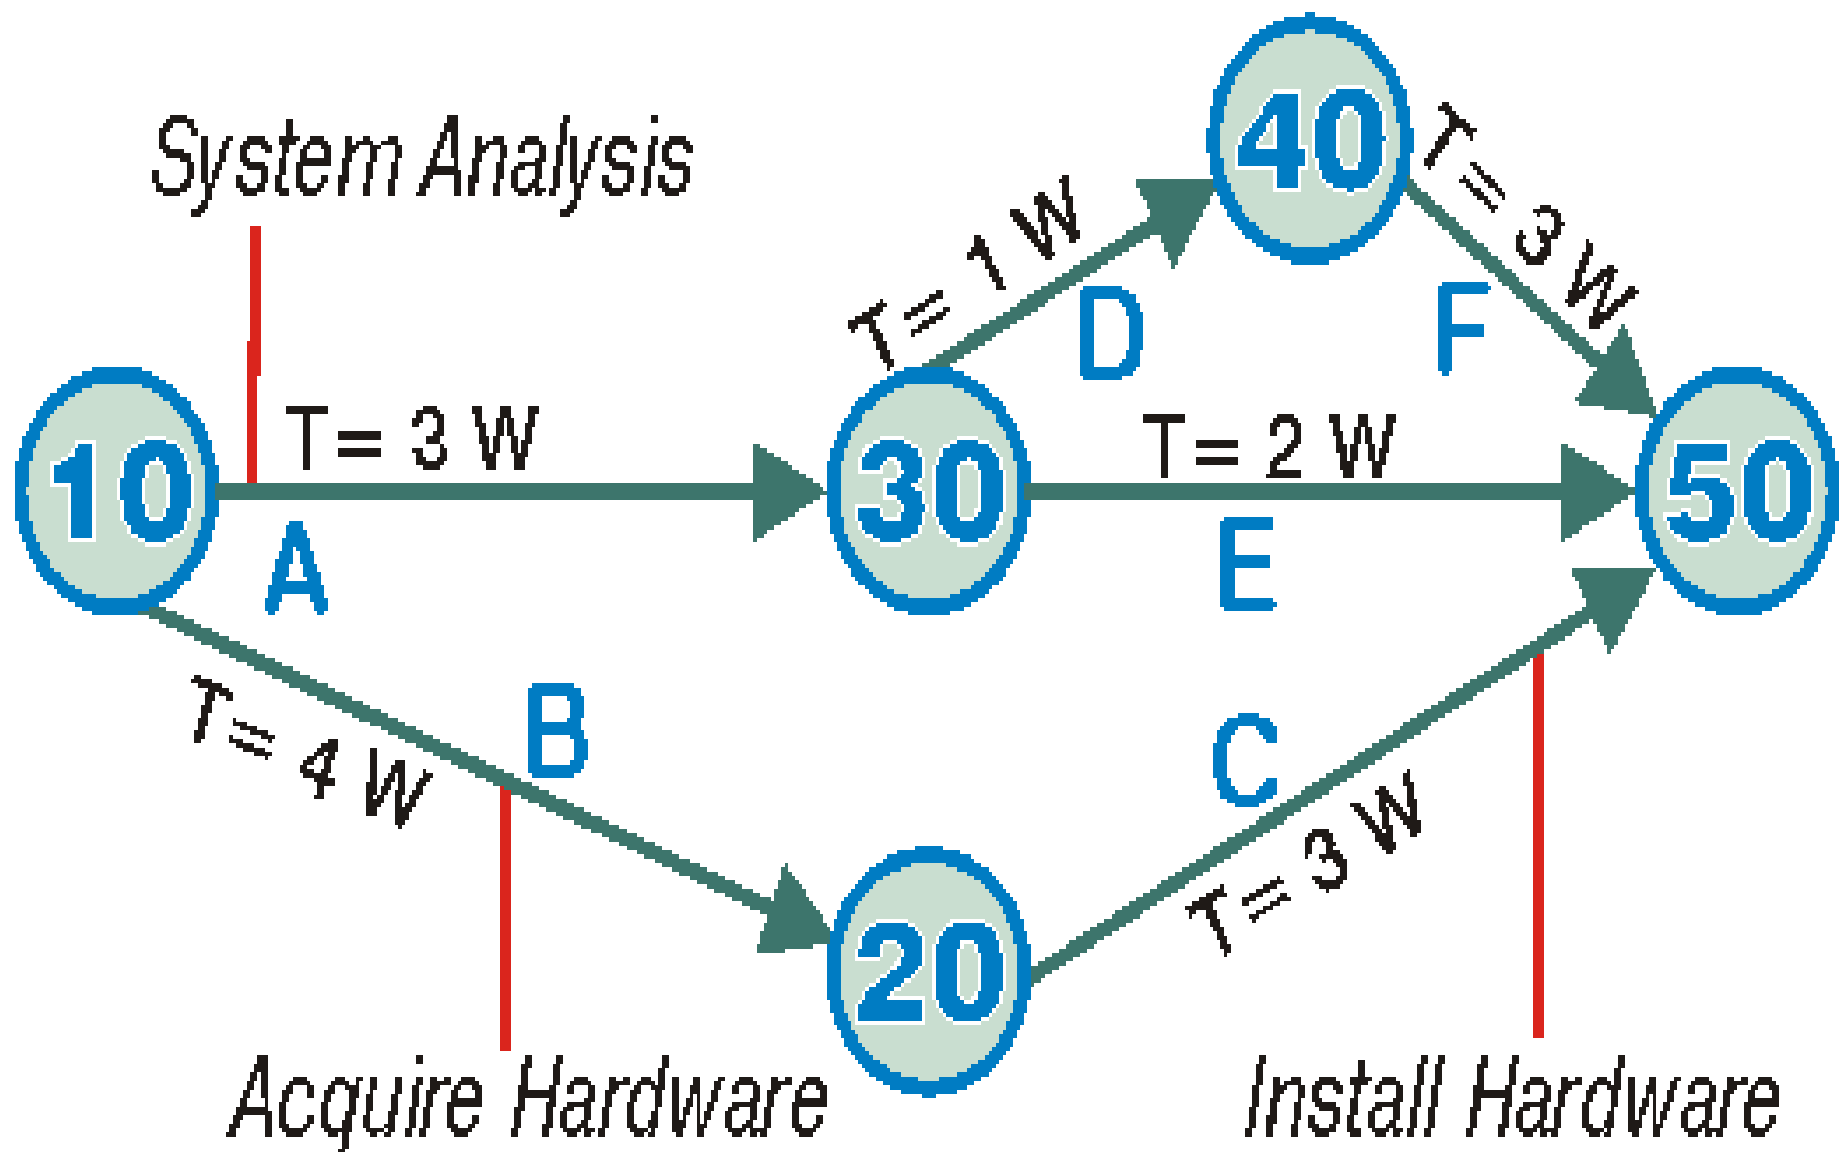 40
T= 3 W
System Analysis
T= 1 W
D
F
T= 3 W
T= 2 W
10
30
50
A
E
B
T= 4 W
C
T= 3 W
20
Acquire Hardware
Install Hardware